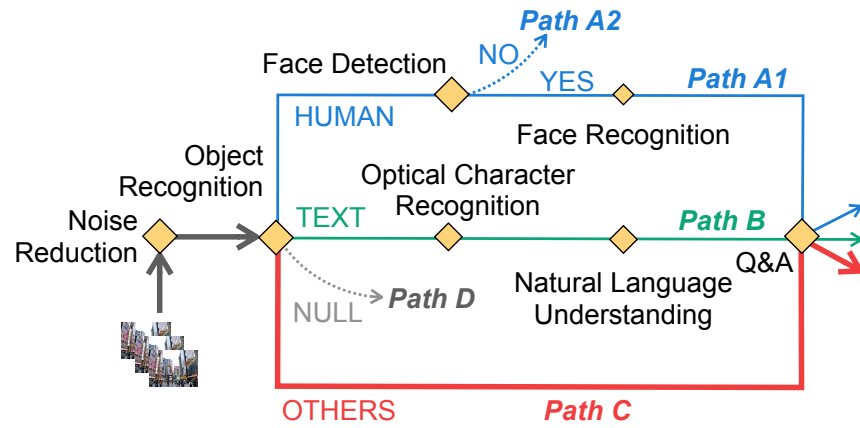 Path A2
NO
Face Detection
YES
Path A1
HUMAN
Face Recognition
Object
Recognition
Optical Character
Recognition
TEXT
Path B
Noise
Reduction
Q&A
NULL
Path D
Natural Language
Understanding
OTHERS
Path C